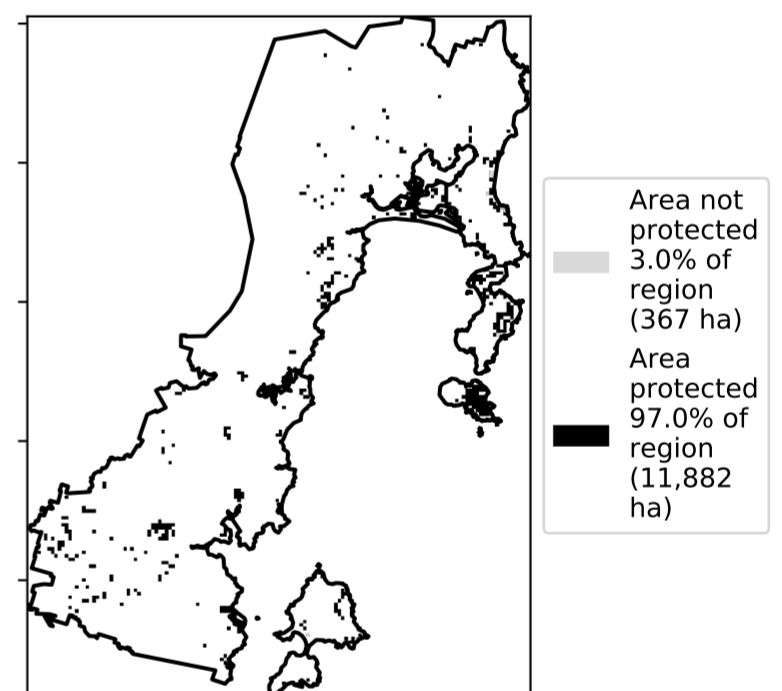 Area not
protected
3.0% of
region
(367 ha)
Area
protected
97.0% of
region
(11,882
ha)